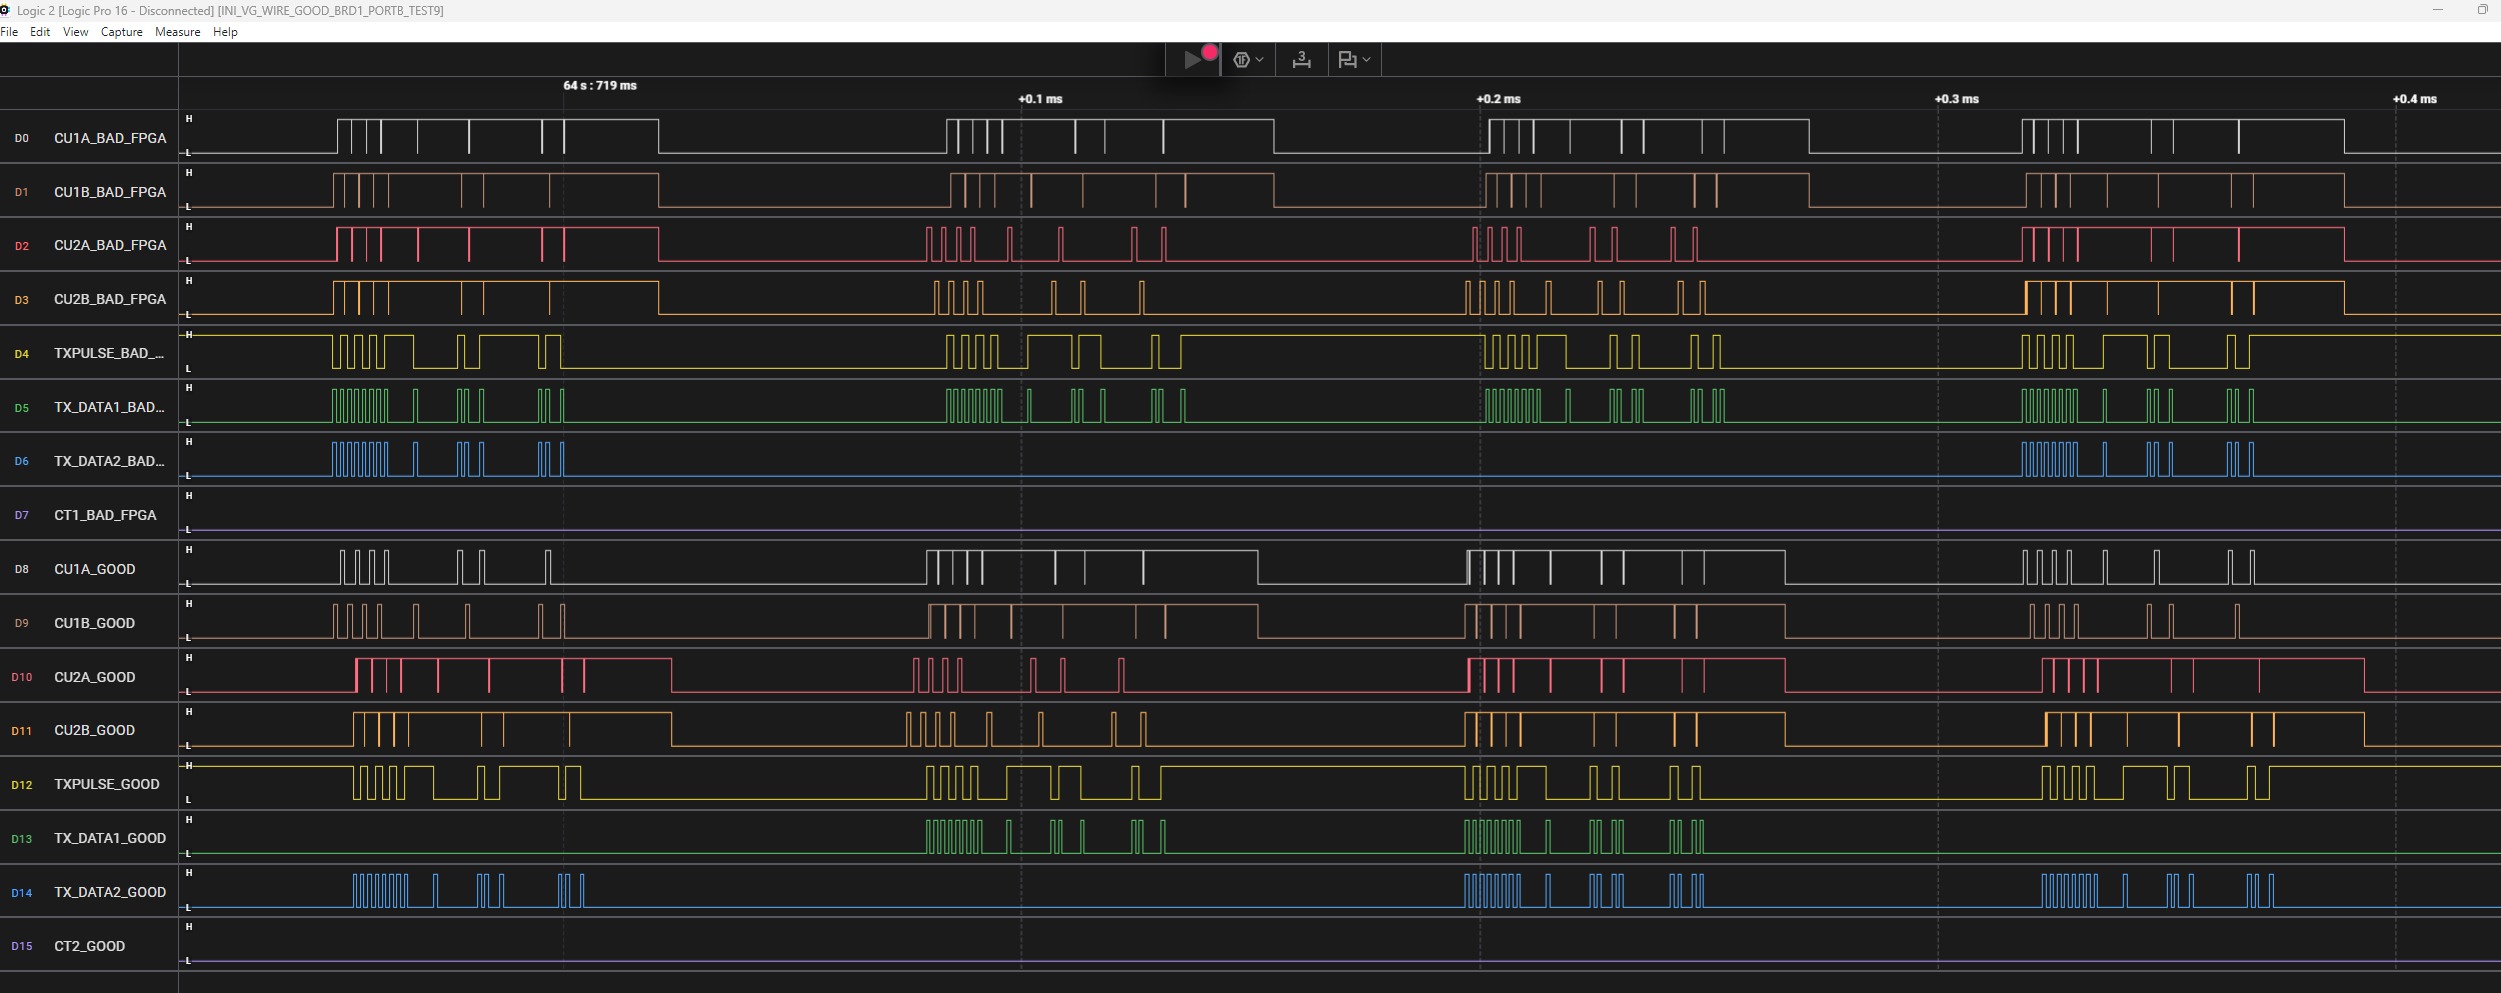 Logic 2 [Logic Pro 16 - Disconnected] [INI_VG_WIRE_GOOD_BRD1_PORTB_TEST9]
File Edit View Capture Measure Help
3
64 s : 719 ms
+0.1 ms +0.2 ms +0.3 ms +0.4 ms
D0 CU1A_BAD_FPGA H L
D1 CU1B_BAD_FPGA H L
D2 CU2A_BAD_FPGA H L
D3 CU2B_BAD_FPGA H L
D4 TXPULSE_BAD_... H L
D5 TX_DATA1_BAD... H L
D6 TX_DATA2_BAD... H L
D7 CT1_BAD_FPGA H L
D8 CU1A_GOOD H L
D9 CU1B_GOOD H L
D10 CU2A_GOOD H L
D11 CU2B_GOOD H L
D12 TXPULSE_GOOD H L
D13 TX_DATA1_GOOD H L
D14 TX_DATA2_GOOD H L
D15 CT2_GOOD H L